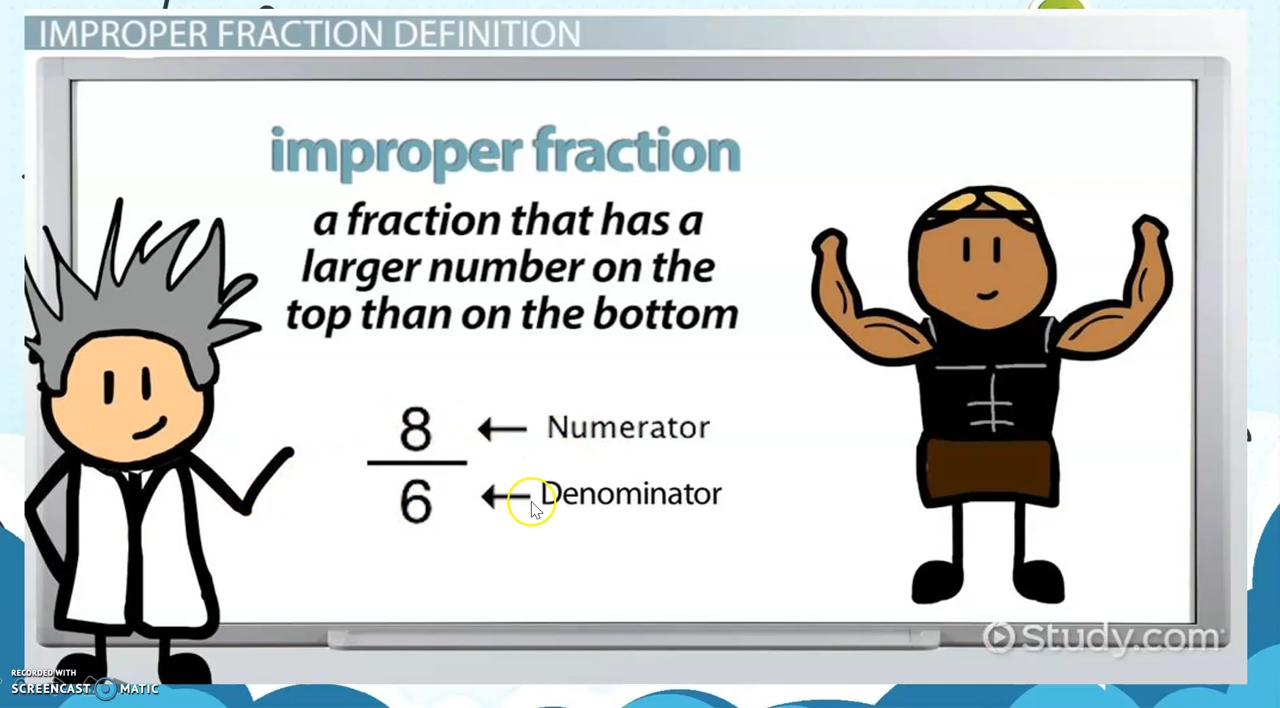 IMPROPER FRACTION DEFINITION
improper fraction
a fraction that has a
larger number on the
top than on the bottom
8 ← Numerator
6 ← Denominator
Study.com
RECORDED WITH
SCREENCAST MATIC